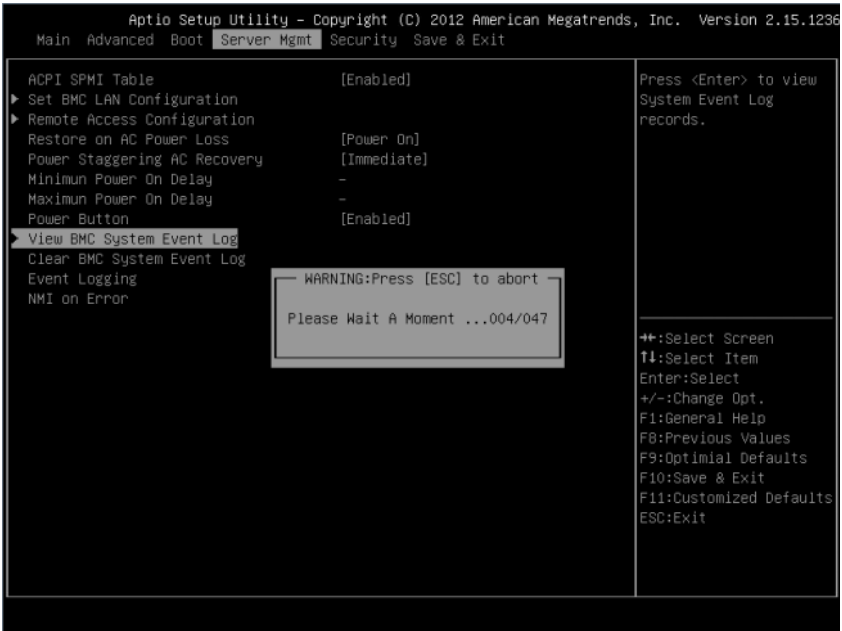 Aptio Setup Utility – Copyright (C) 2012 American Megatrends, Inc. Version 2.15.1236
Main Advanced Boot Server Mgmt Security Save & Exit
ACPI SPMI Table [Enabled]
Set BMC LAN Configuration
Remote Access Configuration
Restore on AC Power Loss [Power On]
Power Staggering AC Recovery [Immediate]
Minimun Power On Delay –
Maximun Power On Delay –
Power Button [Enabled]
View BMC System Event Log
Clear BMC System Event Log
Event Logging
NMI on Error
WARNING:Press [ESC] to abort
Please Wait A Moment ...004/047
Press <Enter> to view
System Event Log
records.
→←:Select Screen
↑↓:Select Item
Enter:Select
+/-:Change Opt.
F1:General Help
F8:Previous Values
F9:Optimial Defaults
F10:Save & Exit
F11:Customized Defaults
ESC:Exit